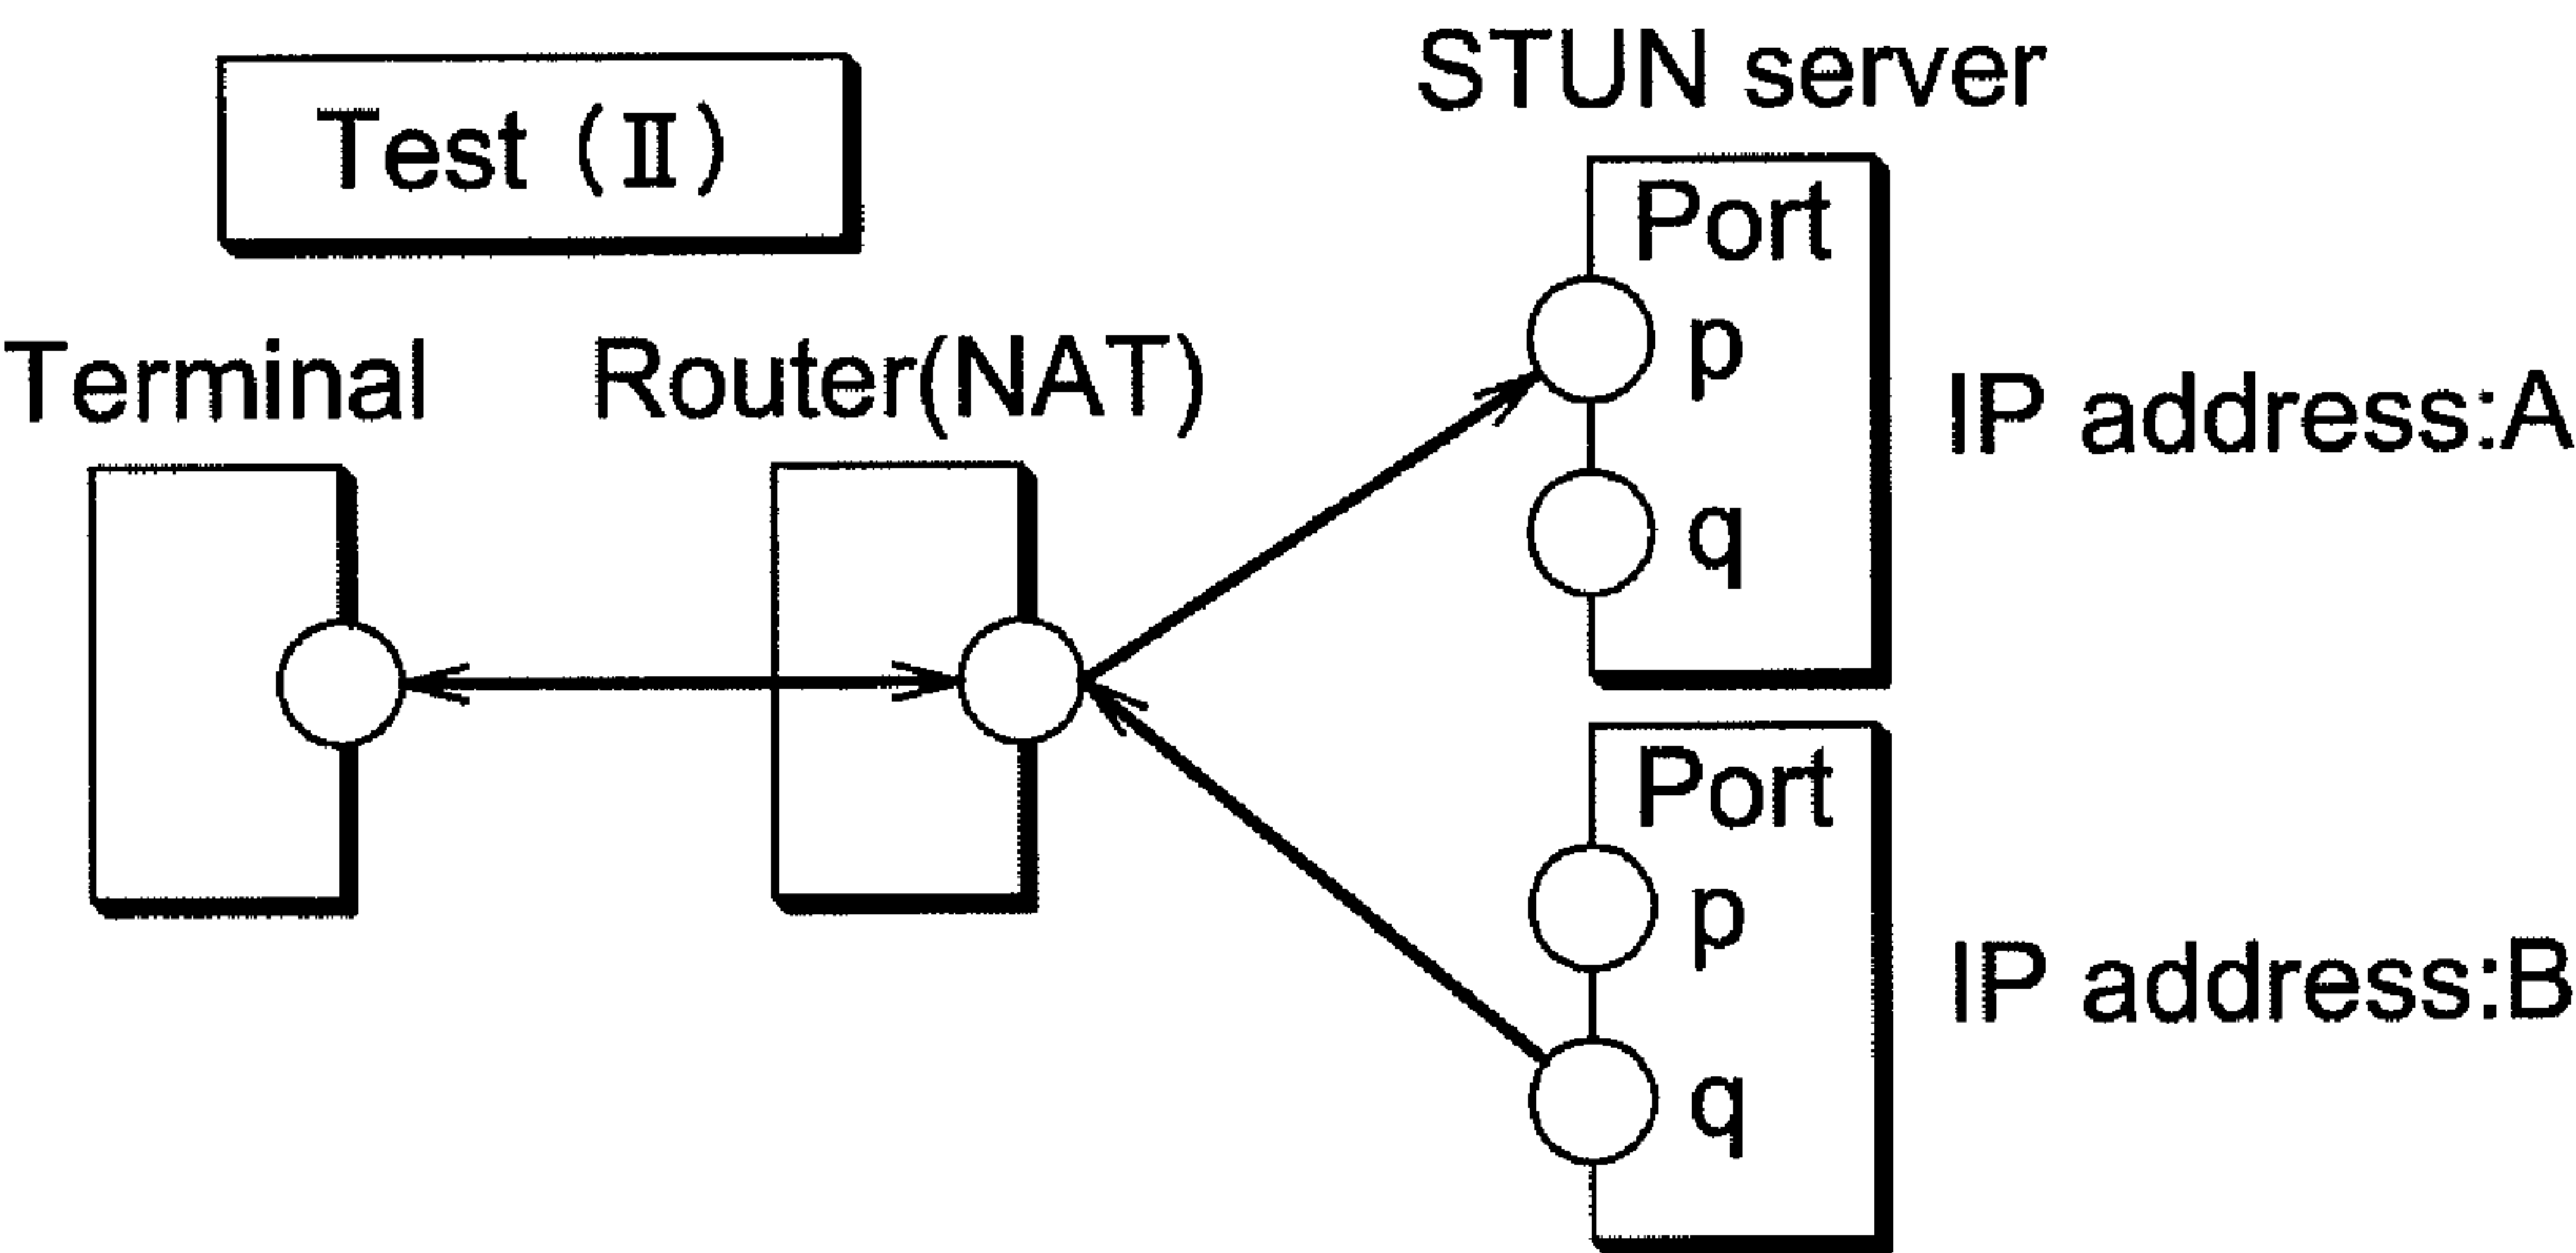 Test (Ⅱ)
STUN server
Terminal
Router(NAT)
Port
p
q
IP address:A
Port
p
q
IP address:B